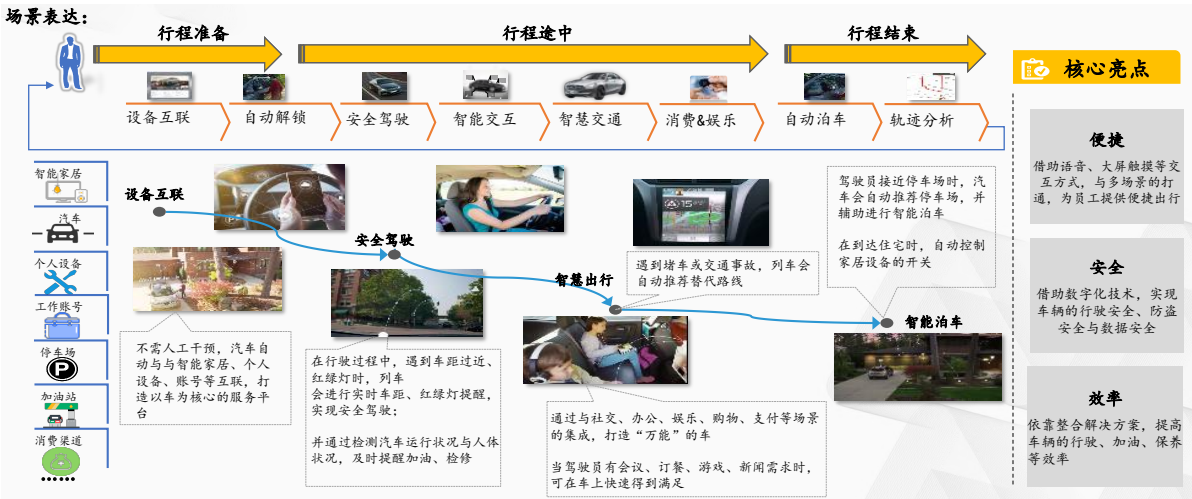 场景表达：
行程准备
行程途中
行程结束
设备互联
自动解锁
安全驾驶
智能交互
智慧交通
消费&娱乐
自动泊车
轨迹分析
核心亮点
便捷
借助语音、大屏触摸等交
互方式，与多场景的打
通，为员工提供便捷出行
安全
借助数字化技术，实现
车辆的行驶安全、防盗
安全与数据安全
效率
依靠整合解决方案，提高
车辆的行驶、加油、保养
等效率
智能家居
汽车
个人设备
工作账号
停车场
P
加油站
消费渠道
设备互联
不需人工干预，汽车自
动与与智能家居、个人
设备、账号等互联，打
造以车为核心的服务平
台
安全驾驶
在行驶过程中，遇到车距过近、
红绿灯时，列车
会进行实时车距、红绿灯提醒，
实现安全驾驶；
并通过检测汽车运行状况与人体
状况，及时提醒加油、检修
智慧出行
遇到堵车或交通事故，列车会
自动推荐替代路线
15
通过与社交、办公、娱乐、购物、支付等场景
的集成，打造“万能”的车
当驾驶员有会议、订餐、游戏、新闻需求时，
可在车上快速得到满足
智能泊车
驾驶员接近停车场时，汽
车会自动推荐停车场，并
辅助进行智能泊车
在到达住宅时，自动控制
家居设备的开关